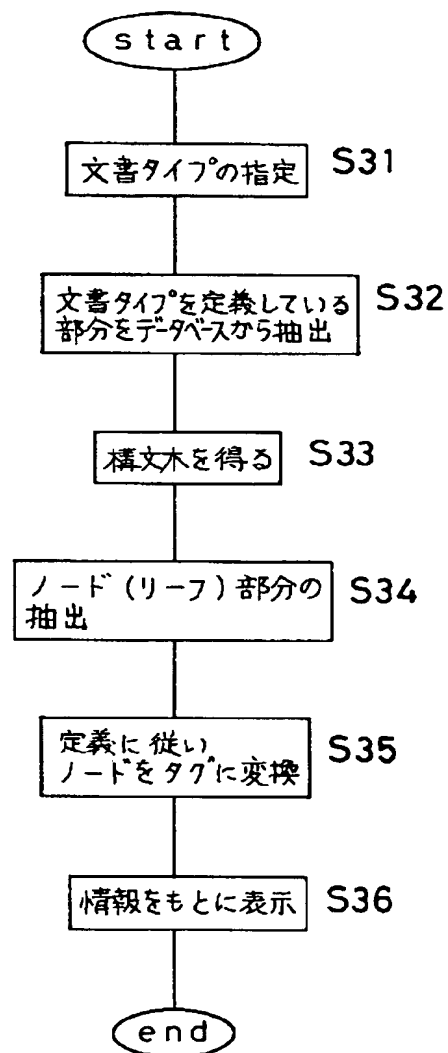 start
文書タイプの指定 S31
文書タイプを定義している S32
部分をデータベースから抽出
構文木を得る S33
ノード(リーフ)部分の S34
抽出
定義に従い S35
ノードをタグに変換
情報をもとに表示 S36
end